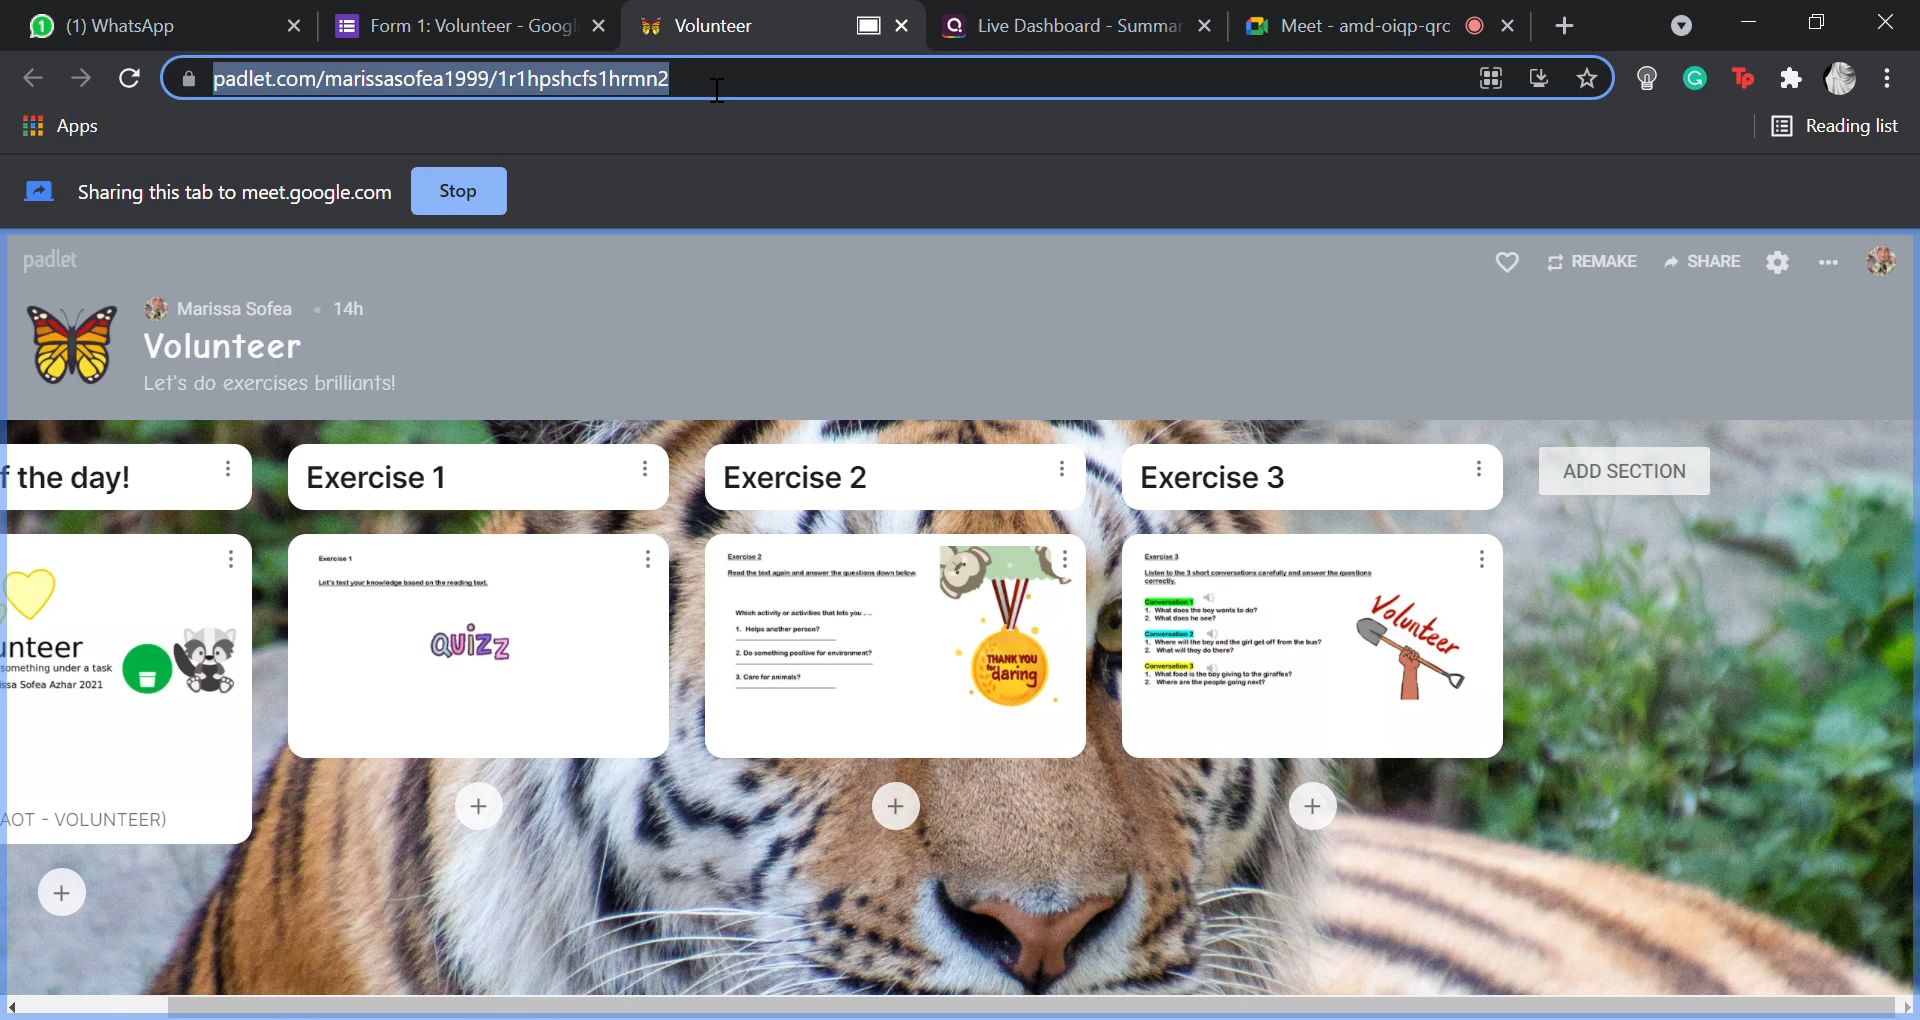 (1) WhatsApp
Form 1: Volunteer - Googl
Volunteer
Live Dashboard - Summar
Meet - amd-oiqp-qrc
padlet.com/marissasofea1999/1r1hpshcfs1hrmn2
Apps
Reading list
Sharing this tab to meet.google.com
Stop
padlet
REMAKE
SHARE
Marissa Sofea • 14h
Volunteer
Let's do exercises brilliants!
f the day!
Exercise 1
Exercise 2
Exercise 3
ADD SECTION
unteer
something under a task
ssa Sofea Azhar 2021
AOT - VOLUNTEER)
Exercise 1
Let's test your knowledge based on the reading text.
QUIZZ
Exercise 2
Read the text again and answer the questions down below.
Which activity or activities that lets you ....
1. Helps another person?
2. Do something positive for environment?
3. Care for animals?
THANK YOU
for
daring
Exercise 3
Listen to the 3 short conversations carefully and answer the questions
correctly.
Conversation 1
1. What does the boy wants to do?
2. What does he see?
Conversation 2
1. Where will the boy and the girl get off from the bus?
2. What will they do there?
Conversation 3
1. What food is the boy giving to the giraffes?
2. Where are the people going next?
Volunteer